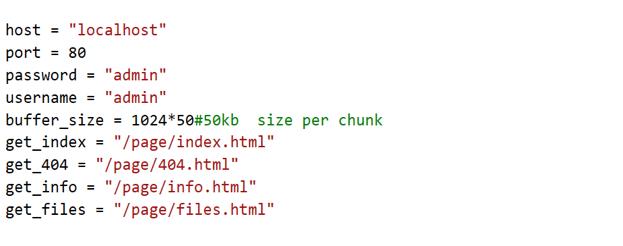 host = "localhost"
port = 80
password = "admin"
username = "admin"
buffer_size = 1024*50#50kb  size per chunk
get_index = "/page/index.html"
get_404 = "/page/404.html"
get_info = "/page/info.html"
get_files = "/page/files.html"